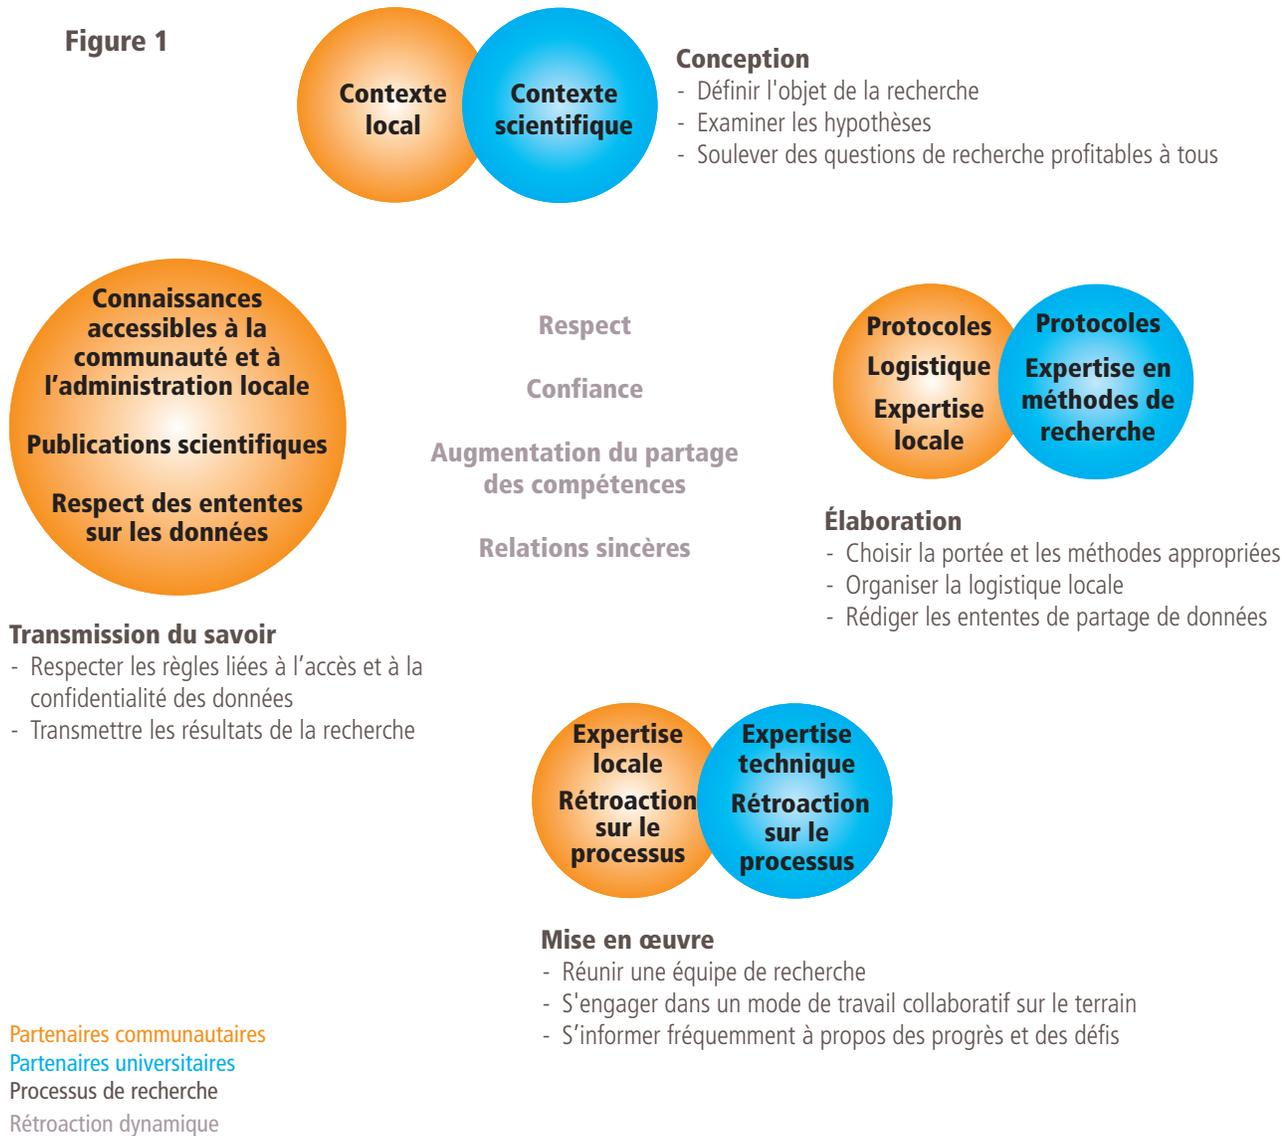 Figure 1
Contexte
local
Contexte
scientifique
Conception
- Définir l'objet de la recherche
- Examiner les hypothèses
- Soulever des questions de recherche profitables à tous
Connaissances
accessibles à la
communauté et à
l’administration locale
Publications scientifiques
Respect des ententes
sur les données
Transmission du savoir
- Respecter les règles liées à l’accès et à la
confidentialité des données
- Transmettre les résultats de la recherche
Respect
Confiance
Augmentation du partage
des compétences
Relations sincères
Protocoles
Logistique
Expertise
locale
Protocoles
Expertise en
méthodes de
recherche
Élaboration
- Choisir la portée et les méthodes appropriées
- Organiser la logistique locale
- Rédiger les ententes de partage de données
Expertise
locale
Rétroaction
sur le
processus
Expertise
technique
Rétroaction
sur le
processus
Mise en œuvre
- Réunir une équipe de recherche
- S'engager dans un mode de travail collaboratif sur le terrain
- S’informer fréquemment à propos des progrès et des défis
Partenaires communautaires
Partenaires universitaires
Processus de recherche
Rétroaction dynamique